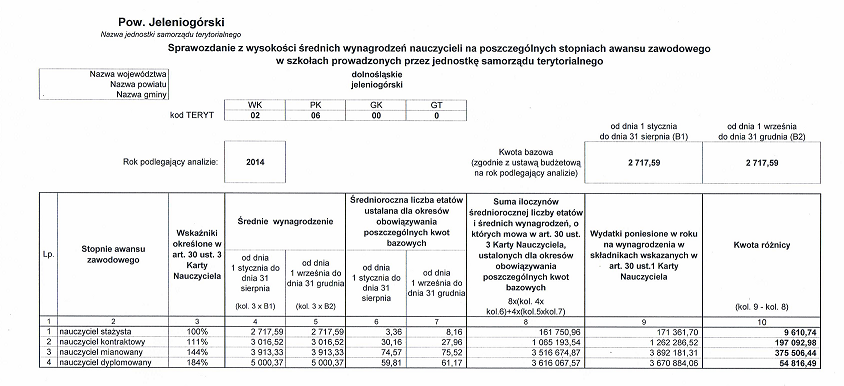 Pow. Jeleniogórski
Nazwa jednostki samorządu terytorialnego
Sprawozdanie z wysokości średnich wynagrodzeń nauczycieli na poszczególnych stopniach awansu zawodowego
w szkołach prowadzonych przez jednostkę samorządu terytorialnego
Nazwa województwa dolnośląskie
Nazwa powiatu jeleniogórski
Nazwa gminy
WK PK GK GT
kod TERYT 02 06 00 0
od dnia 1 stycznia do dnia 31 sierpnia (B1)
od dnia 1 września do dnia 31 grudnia (B2)
Rok podlegający analizie: 2014
Kwota bazowa
(zgodnie z ustawą budżetową
na rok podlegający analizie)
2 717,59 2 717,59
Lp.
Stopnie awansu
zawodowego
Wskaźniki
określone w
art. 30 ust. 3
Karty
Nauczyciela
Średnie wynagrodzenie
od dnia
1 stycznia do
dnia 31
sierpnia
(kol. 3 x B1)
od dnia
1 września do
dnia 31 grudnia
(kol. 3 x B2)
Średnioroczna liczba etatów
ustalana dla okresów
obowiązywania
poszczególnych kwot
bazowych
od dnia
1 stycznia do
dnia 31
sierpnia
od dnia
1 września do
dnia 31 grudnia
Suma iloczynów
średniorocznej liczby etatów
i średnich wynagrodzeń, o
których mowa w art. 30 ust.
3 Karty Nauczyciela,
ustalonych dla okresów
obowiązywania
poszczególnych kwot
bazowych
8x(kol. 4x
kol.6)+4x(kol.5xkol.7)
Wydatki poniesione w roku
na wynagrodzenia w
składnikach wskazanych w
art. 30 ust.1 Karty
Nauczyciela
Kwota różnicy
(kol. 9 - kol. 8)
1 2 3 4 5 6 7 8 9 10
1 nauczyciel stażysta 100% 2 717,59 2 717,59 3,36 8,16 161 750,96 171 361,70 9 610,74
2 nauczyciel kontraktowy 111% 3 016,52 3 016,52 30,16 27,96 1 065 193,54 1 262 286,52 197 092,98
3 nauczyciel mianowany 144% 3 913,33 3 913,33 74,57 75,52 3 516 674,87 3 892 181,31 375 506,44
4 nauczyciel dyplomowany 184% 5 000,37 5 000,37 59,81 61,17 3 616 067,57 3 670 884,06 54 816,49